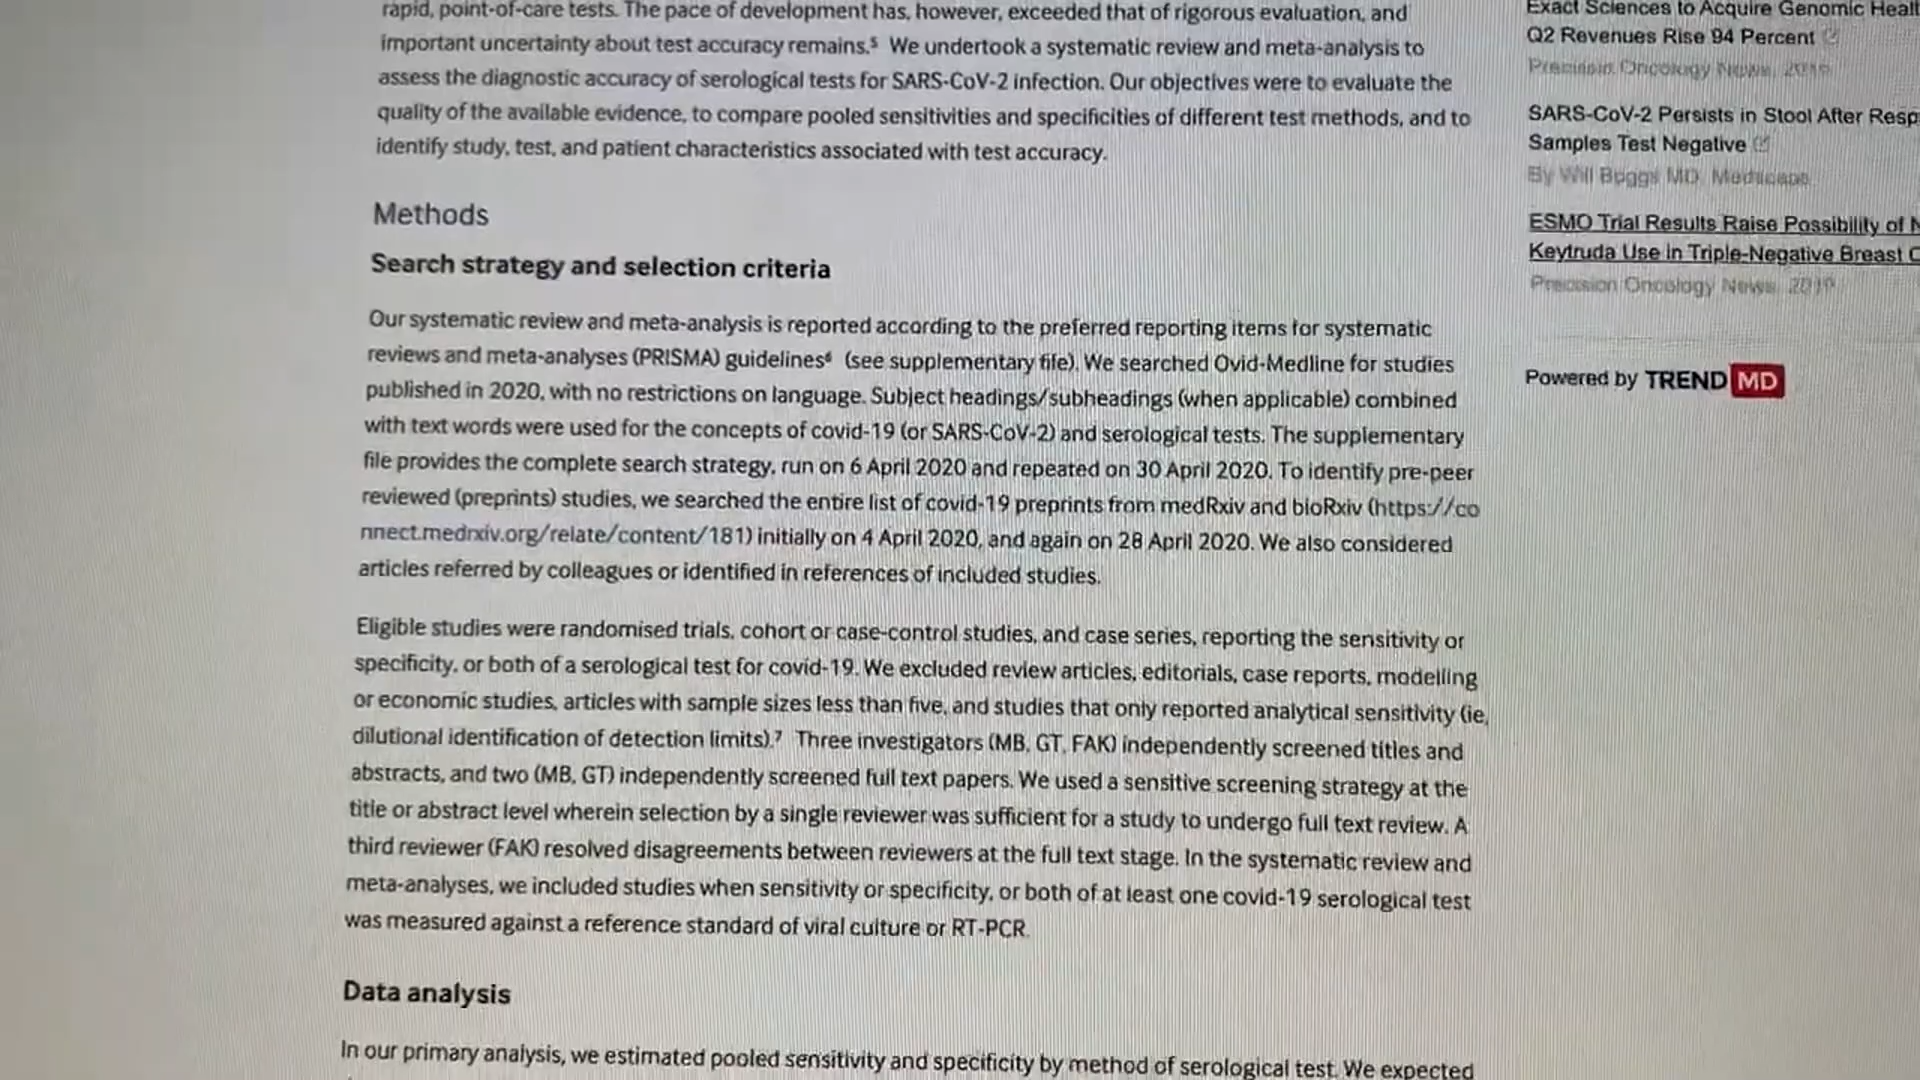 rapid, point-of-care tests. The pace of development has, however, exceeded that of rigorous evaluation, and
important uncertainty about test accuracy remains.⁵ We undertook a systematic review and meta-analysis to
assess the diagnostic accuracy of serological tests for SARS-CoV-2 infection. Our objectives were to evaluate the
quality of the available evidence, to compare pooled sensitivities and specificities of different test methods, and to
identify study, test, and patient characteristics associated with test accuracy.
Methods
Search strategy and selection criteria
Our systematic review and meta-analysis is reported according to the preferred reporting items for systematic
reviews and meta-analyses (PRISMA) guidelines⁶ (see supplementary file). We searched Ovid-Medline for studies
published in 2020, with no restrictions on language. Subject headings/subheadings (when applicable) combined
with text words were used for the concepts of covid-19 (or SARS-CoV-2) and serological tests. The supplementary
file provides the complete search strategy, run on 6 April 2020 and repeated on 30 April 2020. To identify pre-peer
reviewed (preprints) studies, we searched the entire list of covid-19 preprints from medRxiv and bioRxiv (https://co
nnect.medrxiv.org/relate/content/181) initially on 4 April 2020, and again on 28 April 2020. We also considered
articles referred by colleagues or identified in references of included studies.
Eligible studies were randomised trials, cohort or case-control studies, and case series, reporting the sensitivity or
specificity, or both of a serological test for covid-19. We excluded review articles, editorials, case reports, modelling
or economic studies, articles with sample sizes less than five, and studies that only reported analytical sensitivity (ie,
dilutional identification of detection limits).⁷ Three investigators (MB, GT, FAK) independently screened titles and
abstracts, and two (MB, GT) independently screened full text papers. We used a sensitive screening strategy at the
title or abstract level wherein selection by a single reviewer was sufficient for a study to undergo full text review. A
third reviewer (FAK) resolved disagreements between reviewers at the full text stage. In the systematic review and
meta-analyses, we included studies when sensitivity or specificity, or both of at least one covid-19 serological test
was measured against a reference standard of viral culture or RT-PCR.
Data analysis
In our primary analysis, we estimated pooled sensitivity and specificity by method of serological test. We expected
Exact Sciences to Acquire Genomic Healt
Q2 Revenues Rise 94 Percent
Precision Oncology News, 2019
SARS-CoV-2 Persists in Stool After Resp
Samples Test Negative
By Will Boggs MD, Medscape
ESMO Trial Results Raise Possibility of N
Keytruda Use in Triple-Negative Breast C
Precision Oncology News, 2019
Powered by TREND MD